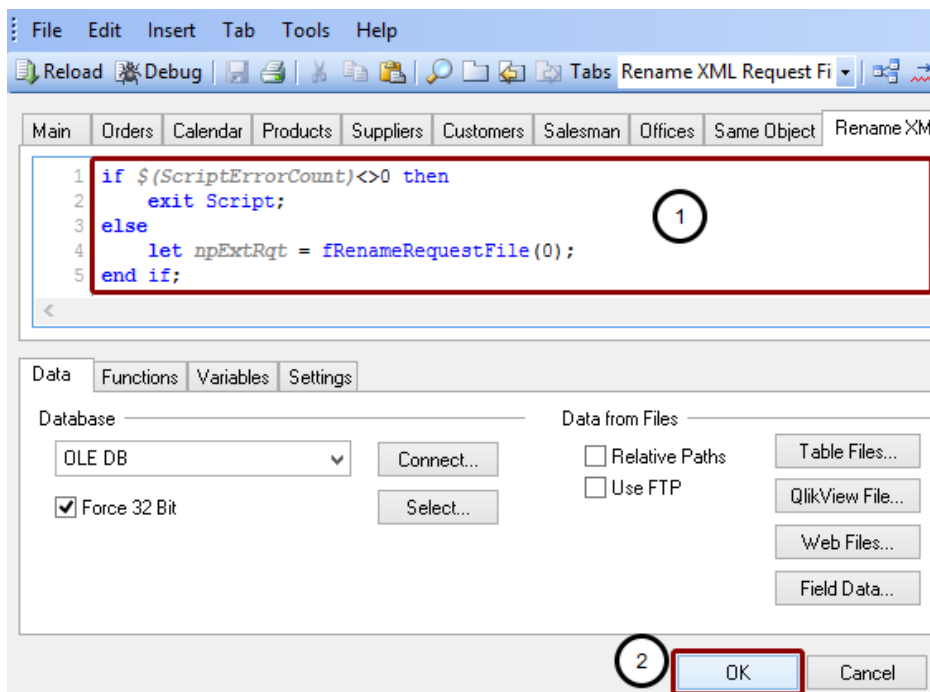 File Edit Insert Tab Tools Help
Reload Debug Tabs Rename XML Request Fi
Main Orders Calendar Products Suppliers Customers Salesman Offices Same Object Rename XM
1 if $(ScriptErrorCount)<>0 then
2 exit Script;
3 else
4 let npExtRqt = fRenameRequestFile(0);
5 end if;
1
Data Functions Variables Settings
Database
OLE DB
Connect...
Force 32 Bit
Select...
Data from Files
Relative Paths
Use FTP
Table Files...
QlikView File...
Web Files...
Field Data...
2
OK
Cancel